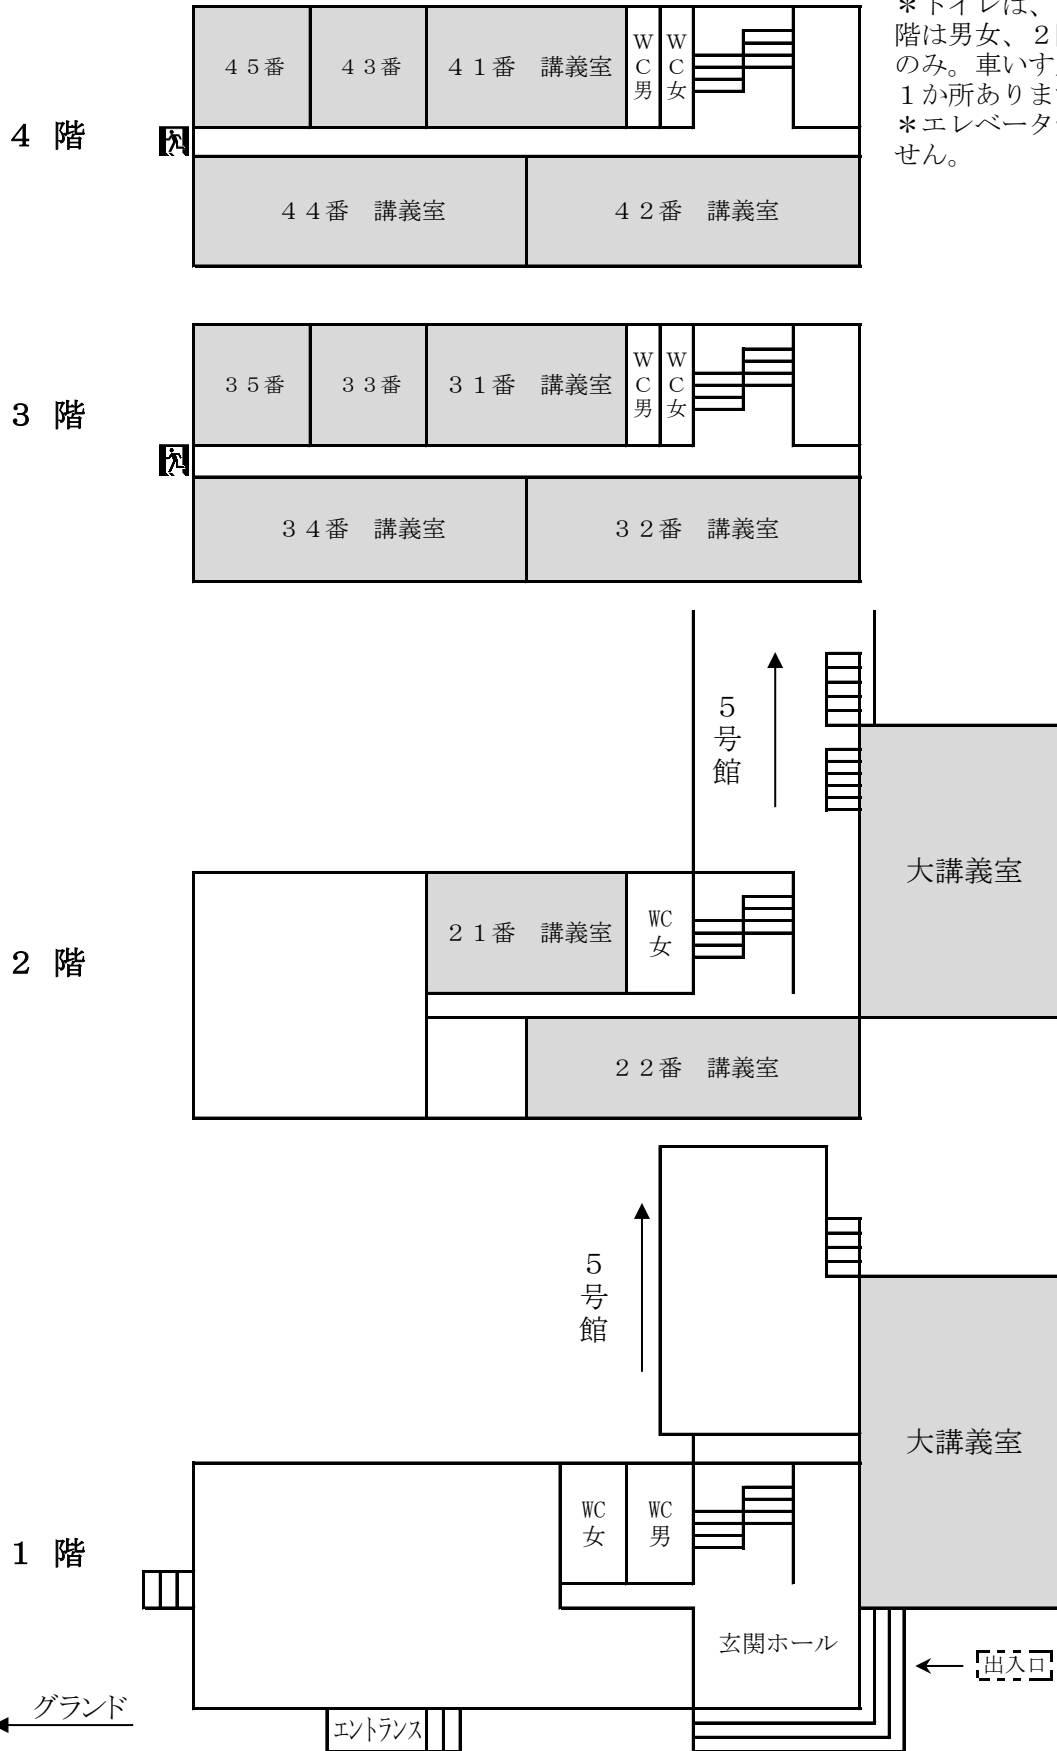 ＊トイレは、
階は男女、２
のみ。車いす
１か所あります
＊エレベータ
せん。
４ 階
４５番
４３番
４１番 講義室
ＷＣ男
ＷＣ女
４４番 講義室
４２番 講義室
３ 階
３５番
３３番
３１番 講義室
ＷＣ男
ＷＣ女
３４番 講義室
３２番 講義室
５号館
大講義室
２ 階
２１番 講義室
WC
女
２２番 講義室
５号館
大講義室
１ 階
WC
女
WC
男
玄関ホール
出入口
グランド
エントランス